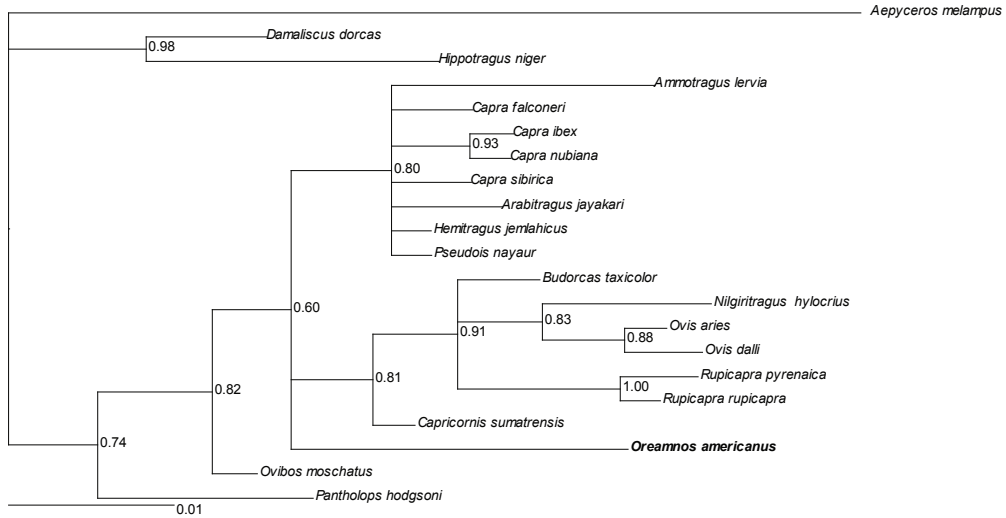 Aepyceros melampus
Damaliscus dorcas
0.98
Hippotragus niger
Ammotragus lervia
Capra falconeri
Capra ibex
0.93
Capra nubiana
0.80
Capra sibirica
Arabitragus jayakari
Hemitragus jemlahicus
Pseudois nayaur
Budorcas taxicolor
Nilgiritragus hylocrius
0.60
0.83
Ovis aries
0.91
0.88
Ovis dalli
Rupicapra pyrenaica
0.81
1.00
0.82
Rupicapra rupicapra
Capricornis sumatrensis
0.74
Oreamnos americanus
Ovibos moschatus
Pantholops hodgsoni
0.01